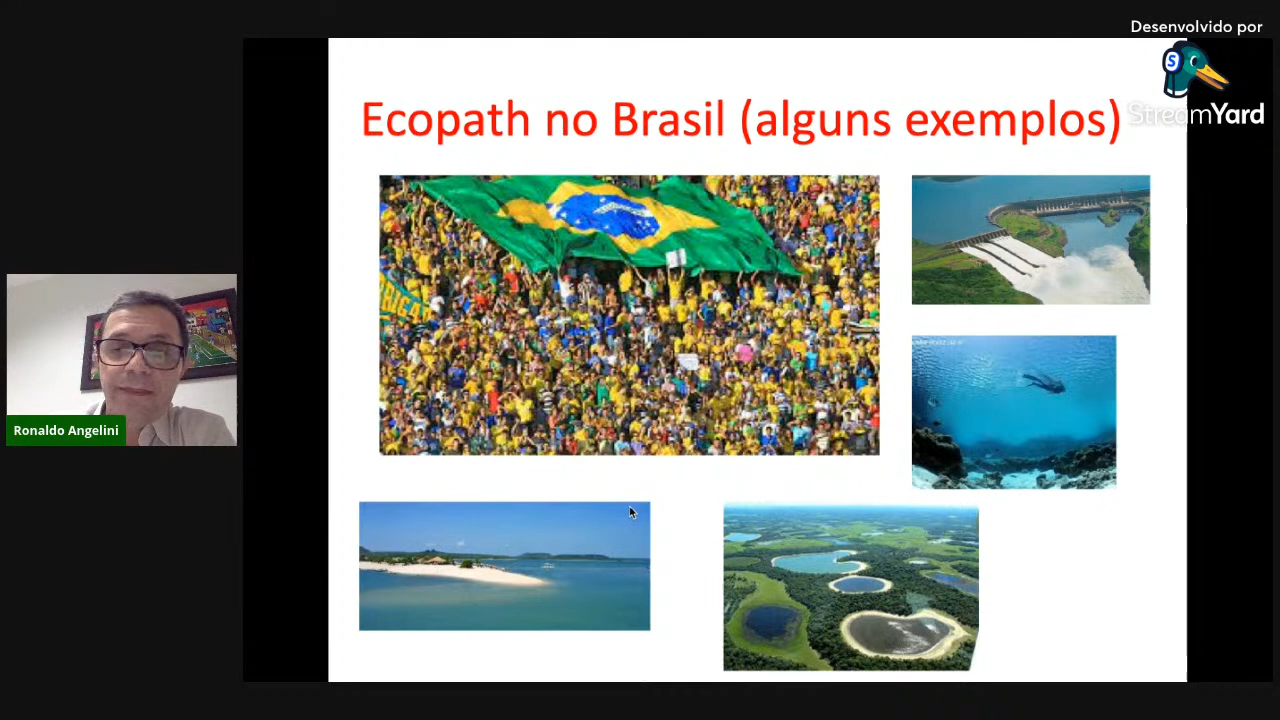 Desenvolvido por
StreamYard
Ecopath no Brasil (alguns exemplos)
Ronaldo Angelini